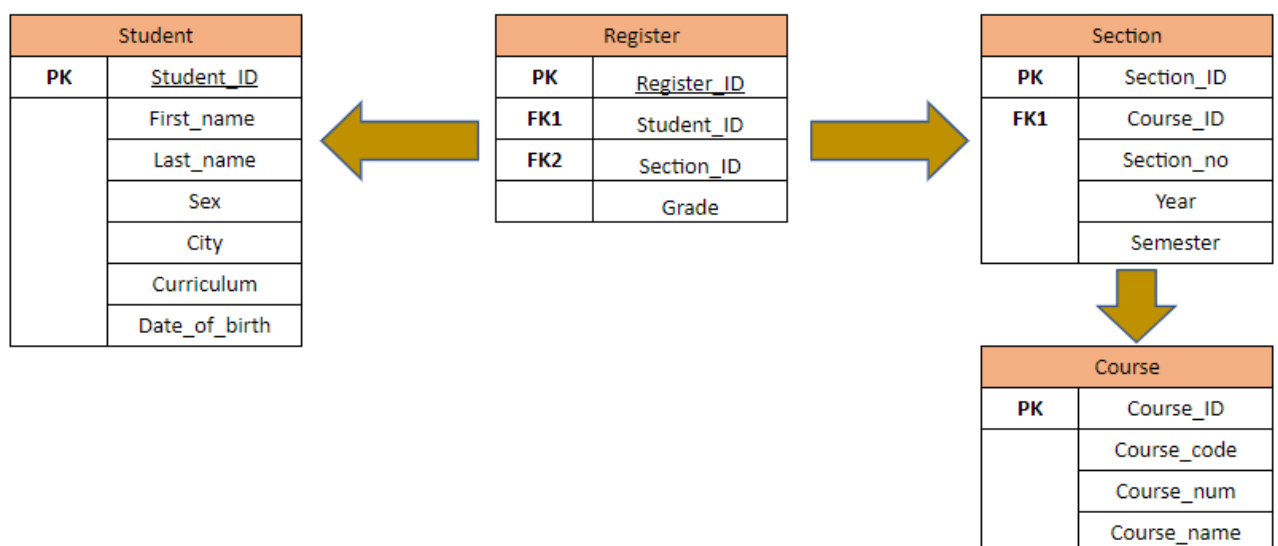 Student
PK Student_ID
First_name
Last_name
Sex
City
Curriculum
Date_of_birth
Register
PK Register_ID
FK1 Student_ID
FK2 Section_ID
Grade
Section
PK Section_ID
FK1 Course_ID
Section_no
Year
Semester
Course
PK Course_ID
Course_code
Course_num
Course_name